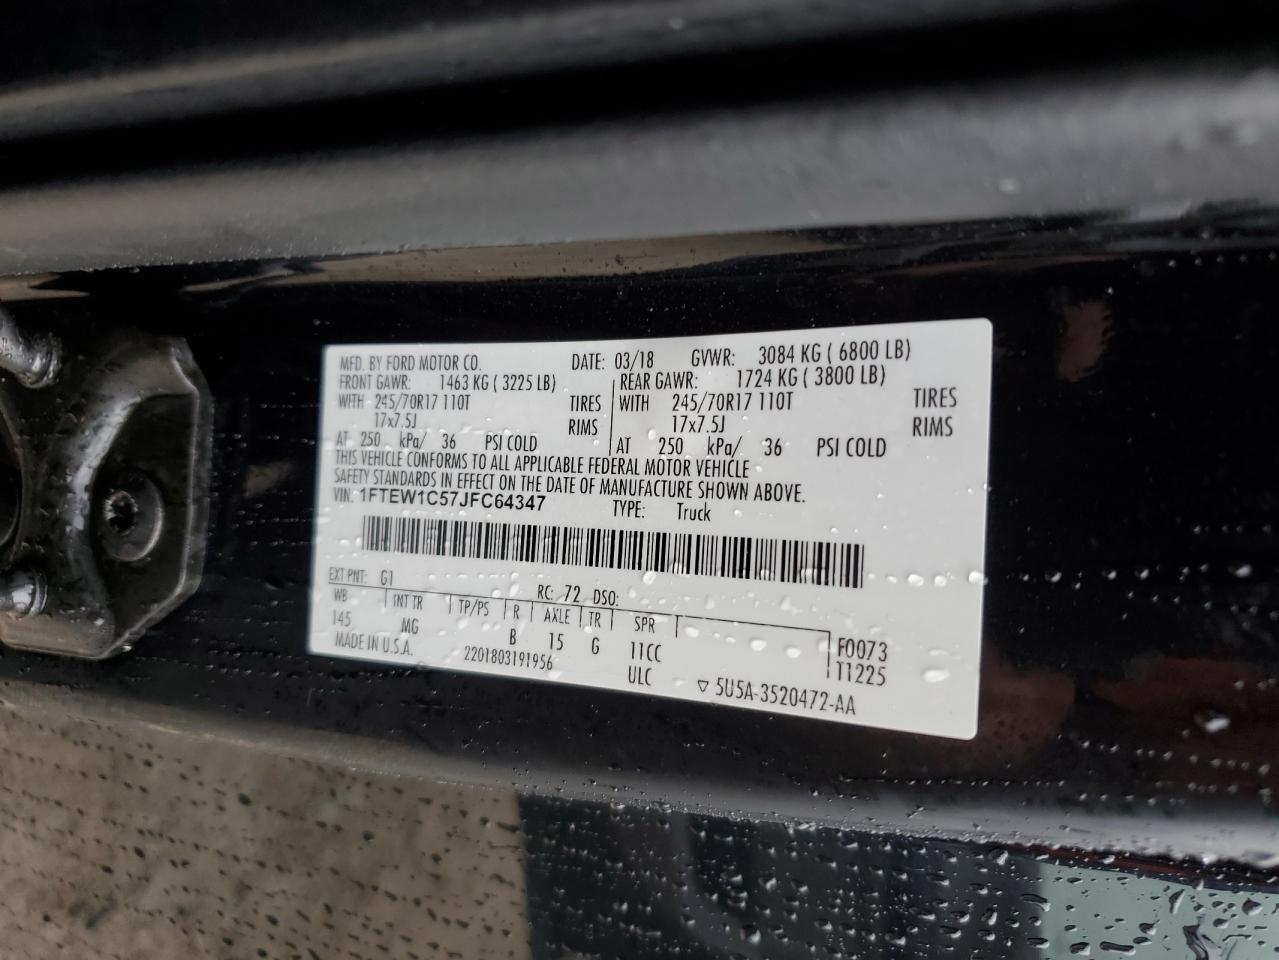 MFD. BY FORD MOTOR CO. DATE: 03/18 GVWR: 3084 KG ( 6800 LB)
FRONT GAWR: 1463 KG ( 3225 LB) REAR GAWR: 1724 KG ( 3800 LB)
WITH 245/70R17 110T TIRES WITH 245/70R17 110T TIRES
17x7.5J RIMS 17x7.5J RIMS
AT 250 kPa/ 36 PSI COLD AT 250 kPa/ 36 PSI COLD
THIS VEHICLE CONFORMS TO ALL APPLICABLE FEDERAL MOTOR VEHICLE
SAFETY STANDARDS IN EFFECT ON THE DATE OF MANUFACTURE SHOWN ABOVE.
VIN: 1FTEW1C57JFC64347 TYPE: Truck
EXT PNT: G1 RC: 72 DSO:
WB INT TR TP/PS R AXLE TR SPR
145 MG B 15 G 11CC F0073
MADE IN U.S.A. 2201803191956 ULC 11225
▽ 5U5A-3520472-AA